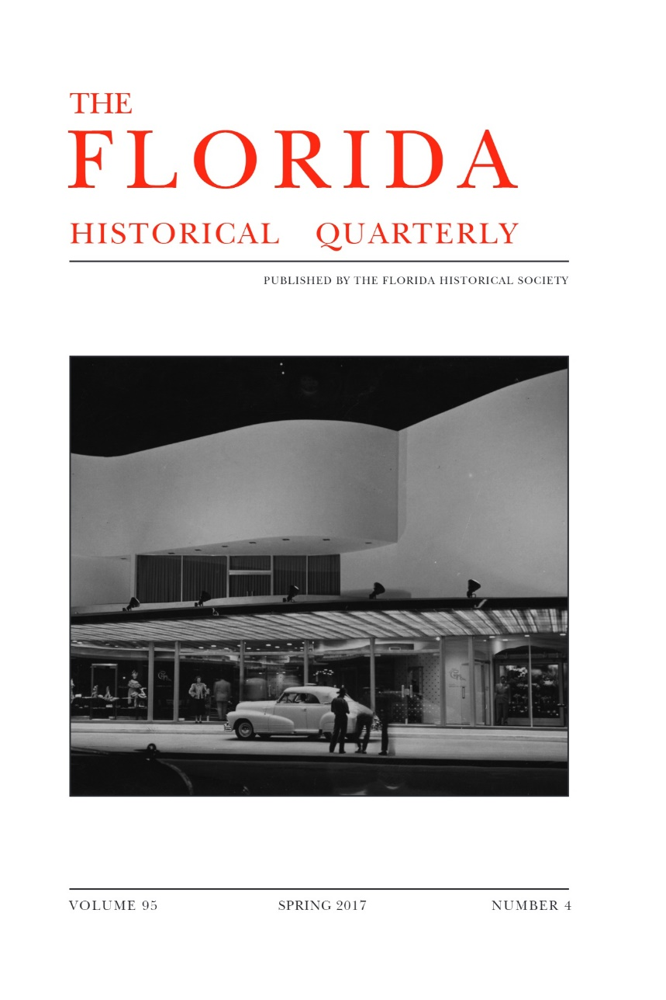 THE
FLORIDA
HISTORICAL QUARTERLY
PUBLISHED BY THE FLORIDA HISTORICAL SOCIETY
VOLUME 95 SPRING 2017 NUMBER 4